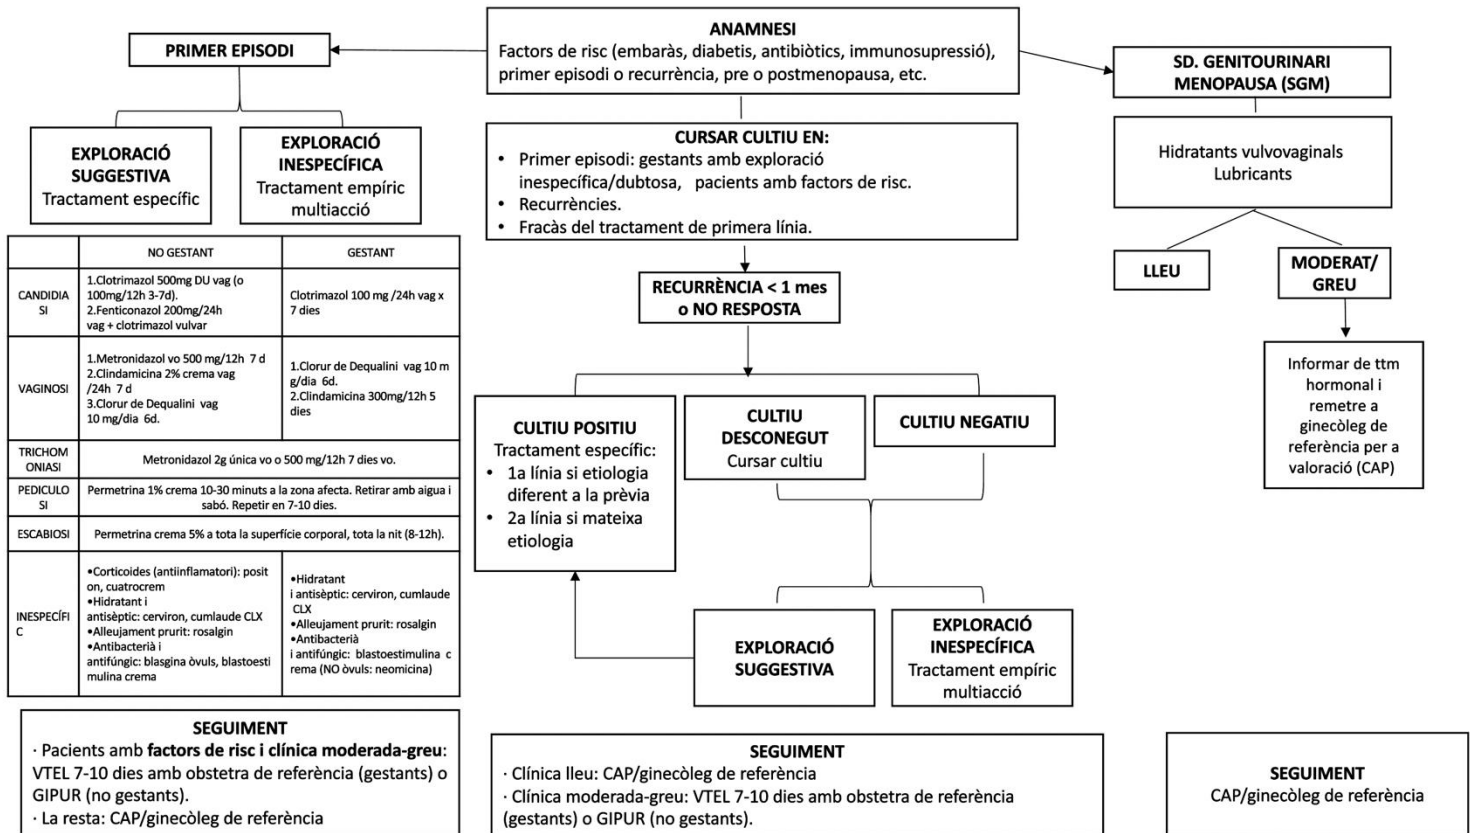 ANAMNESI
Factors de risc (embaràs, diabetis, antibiòtics, immunosupressió),
primer episodi o recurrència, pre o postmenopausa, etc.
PRIMER EPISODI
SD. GENITOURINARI
MENOPAUSA (SGM)
EXPLORACIÓ
SUGGESTIVA
Tractament específic
EXPLORACIÓ
INESPECÍFICA
Tractament empíric
multiacció
CURSAR CULTIU EN:
• Primer episodi: gestants amb exploració
inespecífica/dubtosa, pacients amb factors de risc.
• Recurrències.
• Fracàs del tractament de primera línia.
Hidratants vulvovaginals
Lubricants
LLEU
MODERAT/
GREU
Informar de ttm
hormonal i
remetre a
ginecòleg de
referència per a
valoració (CAP)
NO GESTANT
GESTANT
CANDIDIA
SI
1.Clotrimazol 500mg DU vag (o
100mg/12h 3-7d).
2.Fenticonazol 200mg/24h
vag + clotrimazol vulvar
Clotrimazol 100 mg /24h vag x
7 dies
VAGINOSI
1.Metronidazol vo 500 mg/12h 7 d
2.Clindamicina 2% crema vag
/24h 7 d
3.Clorur de Dequalini vag
10 mg/dia 6d.
1.Clorur de Dequalini vag 10 m
g/dia 6d.
2.Clindamicina 300mg/12h 5
dies
TRICHOM
ONIASI
Metronidazol 2g única vo o 500 mg/12h 7 dies vo.
PEDICULO
SI
Permetrina 1% crema 10-30 minuts a la zona afecta. Retirar amb aigua i
sabó. Repetir en 7-10 dies.
ESCABIOSI
Permetrina crema 5% a tota la superfície corporal, tota la nit (8-12h).
INESPECÍFI
C
•Corticoides (antiinflamatori): posit
on, cuatrocrem
•Hidratant i
antisèptic: cerviron, cumlaude CLX
•Alleujament prurit: rosalgin
•Antibacterià i
antifúngic: blasgina òvuls, blastoesti
mulina crema
•Hidratant
i antisèptic: cerviron, cumlaude
CLX
•Alleujament prurit: rosalgin
•Antibacterià
i antifúngic: blastoestimulina c
rema (NO òvuls: neomicina)
RECURRÈNCIA < 1 mes
o NO RESPOSTA
CULTIU POSITIU
Tractament específic:
• 1a línia si etiologia
diferent a la prèvia
• 2a línia si mateixa
etiologia
CULTIU
DESCONEGUT
Cursar cultiu
CULTIU NEGATIU
EXPLORACIÓ
SUGGESTIVA
EXPLORACIÓ
INESPECÍFICA
Tractament empíric
multiacció
SEGUIMENT
· Pacients amb factors de risc i clínica moderada-greu:
VTEL 7-10 dies amb obstetra de referència (gestants) o
GIPUR (no gestants).
· La resta: CAP/ginecòleg de referència
SEGUIMENT
· Clínica lleu: CAP/ginecòleg de referència
· Clínica moderada-greu: VTEL 7-10 dies amb obstetra de referència
(gestants) o GIPUR (no gestants).
SEGUIMENT
CAP/ginecòleg de referència